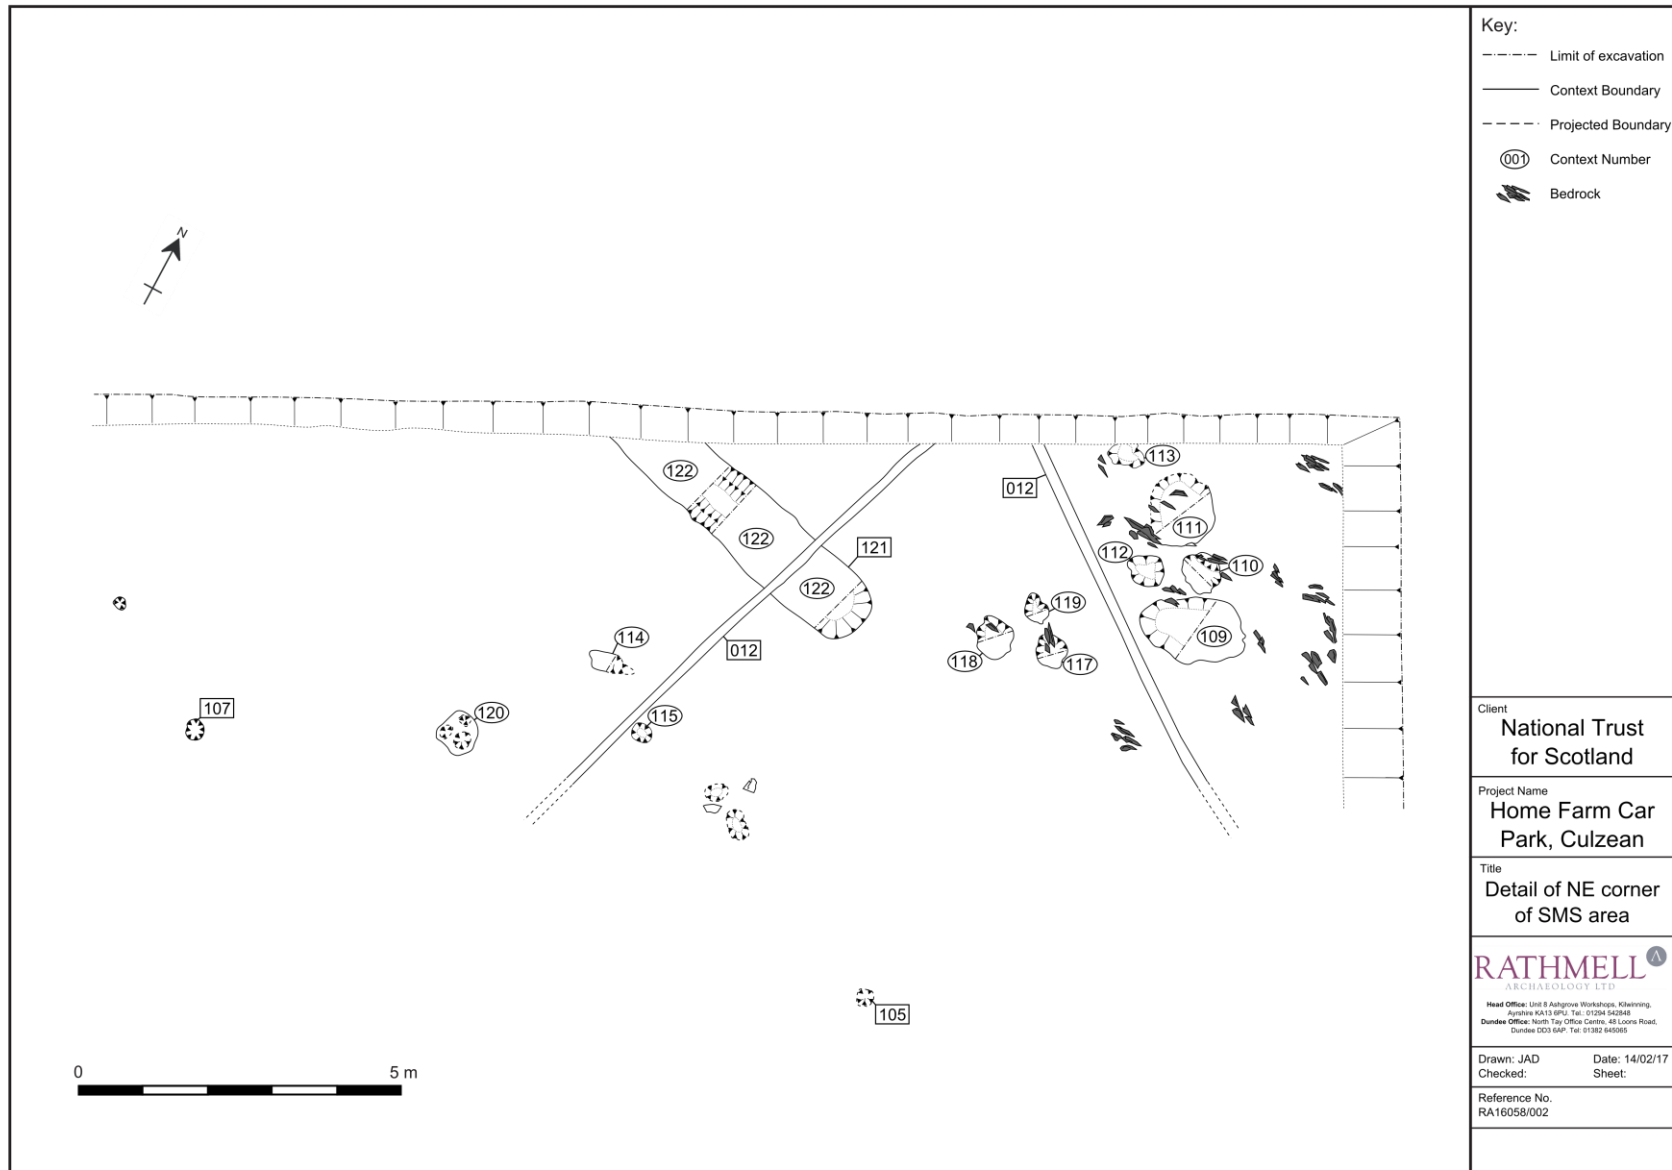 N
122
122
122
121
012
012
113
111
112
110
109
119
118
117
114
115
120
107
105
0 5 m
Key:
Limit of excavation
Context Boundary
Projected Boundary
001 Context Number
Bedrock
Client
National Trust
for Scotland
Project Name
Home Farm Car
Park, Culzean
Title
Detail of NE corner
of SMS area
RATHMELL
ARCHAEOLOGY LTD
Head Office: Unit 8 Ashgrove Workshops, Kilwinning,
Ayrshire KA13 6PU. Tel.: 01294 542848
Dundee Office: North Tay Office Centre, 48 Loons Road,
Dundee DD3 6AP. Tel: 01382 645065
Drawn: JAD Date: 14/02/17
Checked: Sheet:
Reference No.
RA16058/002